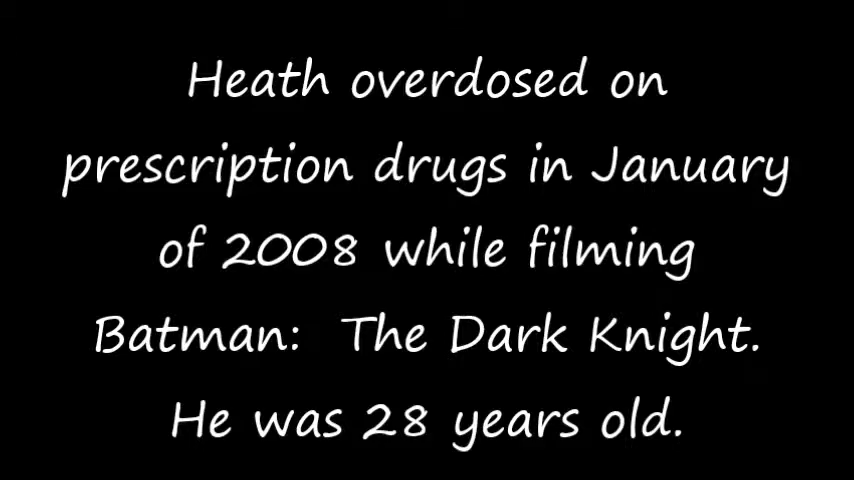 Heath overdosed on
prescription drugs in January
of 2008 while filming
Batman:  The Dark Knight.
He was 28 years old.